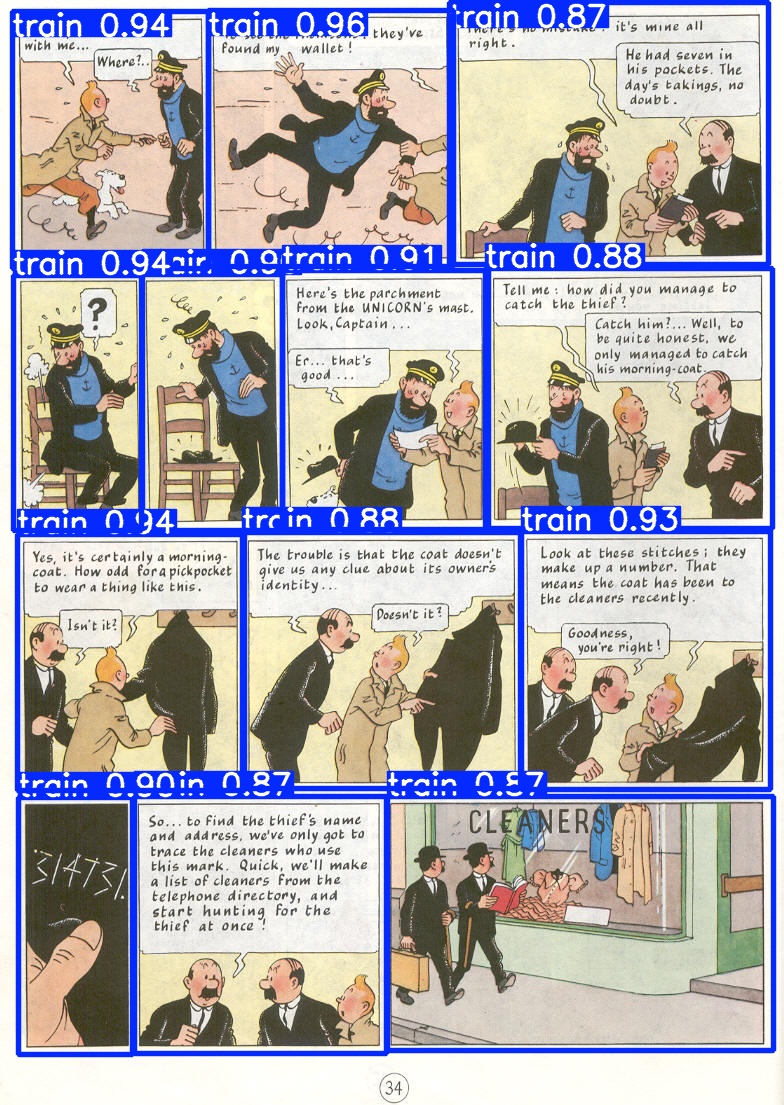 train 0.94
with me...
Where?..
train 0.96
they've
found my wallet !
train 0.87
There's no mistake : it's mine all
right.
He had seven in
his pockets. The
day's takings, no
doubt.
train 0.94
?
train 0.91
Here's the parchment
from the UNICORN's mast.
Look, Captain ...
Er... that's
good ...
train 0.88
Tell me : how did you manage to
catch the thief ?
Catch him?... Well, to
be quite honest, we
only managed to catch
his morning-coat.
train 0.94
Yes, it's certainly a morning-
coat. How odd for a pickpocket
to wear a thing like this.
Isn't it?
train 0.88
The trouble is that the coat doesn't
give us any clue about its owner's
identity...
Doesn't it ?
train 0.93
Look at these stitches ; they
make up a number. That
means the coat has been to
the cleaners recently.
Goodness,
you're right !
train 0.90
314731.
in 0.87
So... to find the thief's name
and address, we've only got to
trace the cleaners who use
this mark. Quick, we'll make
a list of cleaners from the
telephone directory, and
start hunting for the
thief at once !
train 0.87
CLEANERS
34